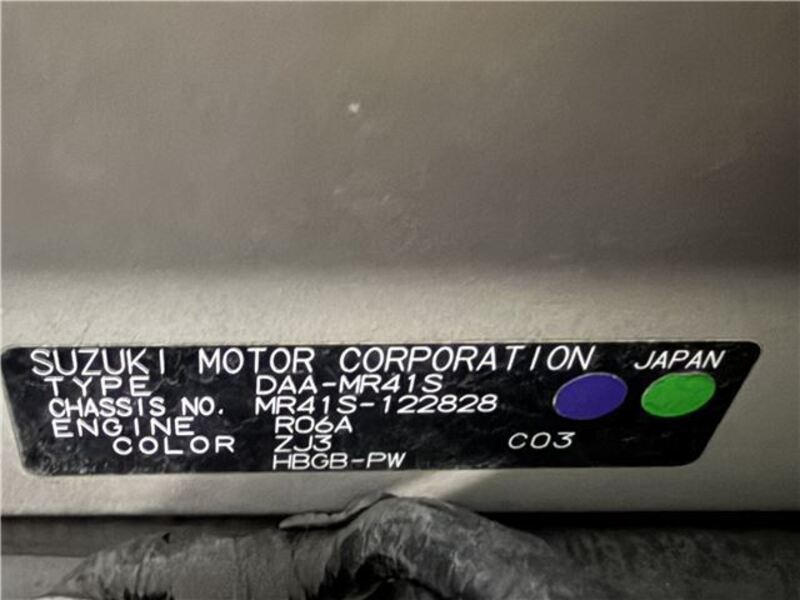 SUZUKI MOTOR CORPORATION JAPAN
TYPE DAA-MR41S
CHASSIS NO. MR41S-122828
ENGINE R06A
COLOR ZJ3 C03
HBGB-PW